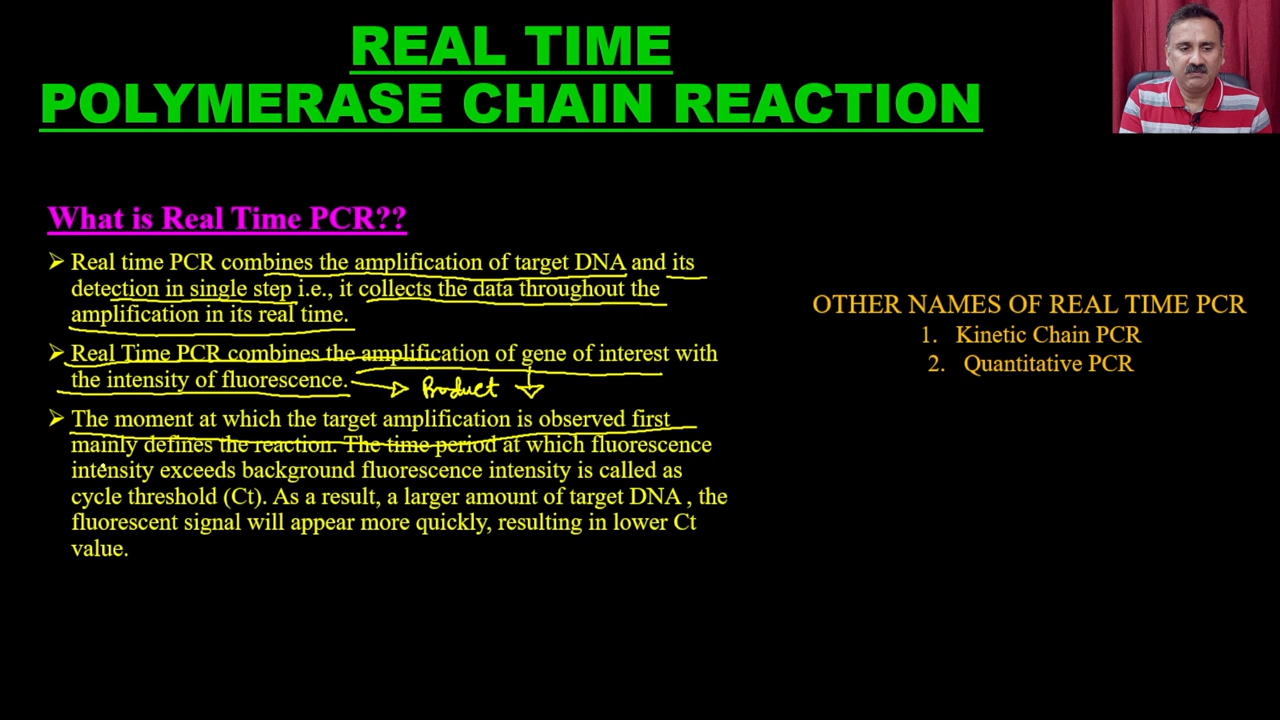 REAL TIME
POLYMERASE CHAIN REACTION
What is Real Time PCR??
Real time PCR combines the amplification of target DNA and its
detection in single step i.e., it collects the data throughout the
amplification in its real time.
Real Time PCR combines the amplification of gene of interest with
the intensity of fluorescence.
Product
The moment at which the target amplification is observed first
mainly defines the reaction. The time period at which fluorescence
intensity exceeds background fluorescence intensity is called as
cycle threshold (Ct). As a result, a larger amount of target DNA , the
fluorescent signal will appear more quickly, resulting in lower Ct
value.
OTHER NAMES OF REAL TIME PCR
1. Kinetic Chain PCR
2. Quantitative PCR